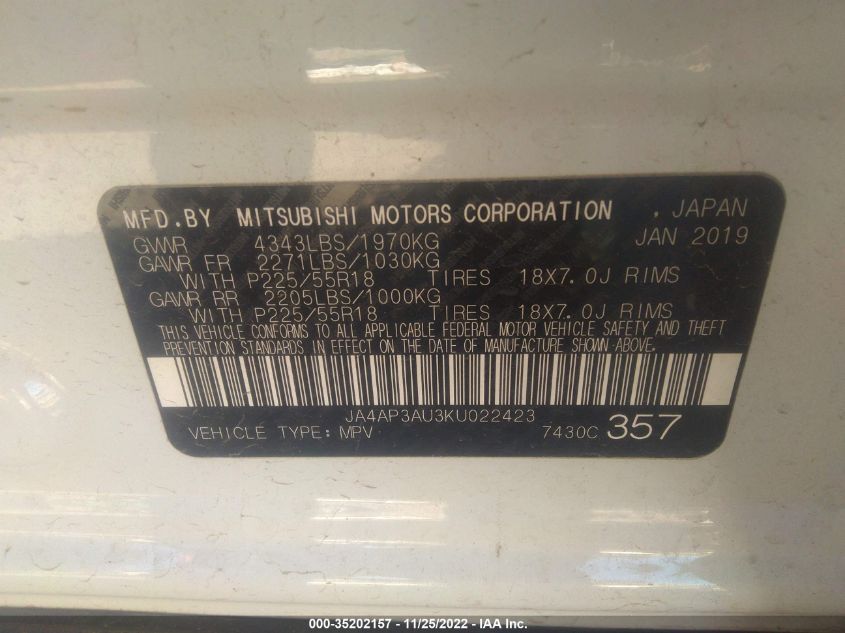 MFD.BY MITSUBISHI MOTORS CORPORATION . JAPAN
GVWR 4343LBS/1970KG JAN 2019
GAWR FR 2271LBS/1030KG
WITH P225/55R18 TIRES 18X7.0J RIMS
GAWR RR 2205LBS/1000KG
WITH P225/55R18 TIRES 18X7.0J RIMS
THIS VEHICLE CONFORMS TO ALL APPLICABLE FEDERAL MOTOR VEHICLE SAFETY AND THEFT
PREVENTION STANDARDS IN EFFECT ON THE DATE OF MANUFACTURE SHOWN ABOVE.
JA4AP3AU3KU022423
VEHICLE TYPE: MPV 7430C 357
000-35202157 - 11/25/2022 - IAA Inc.